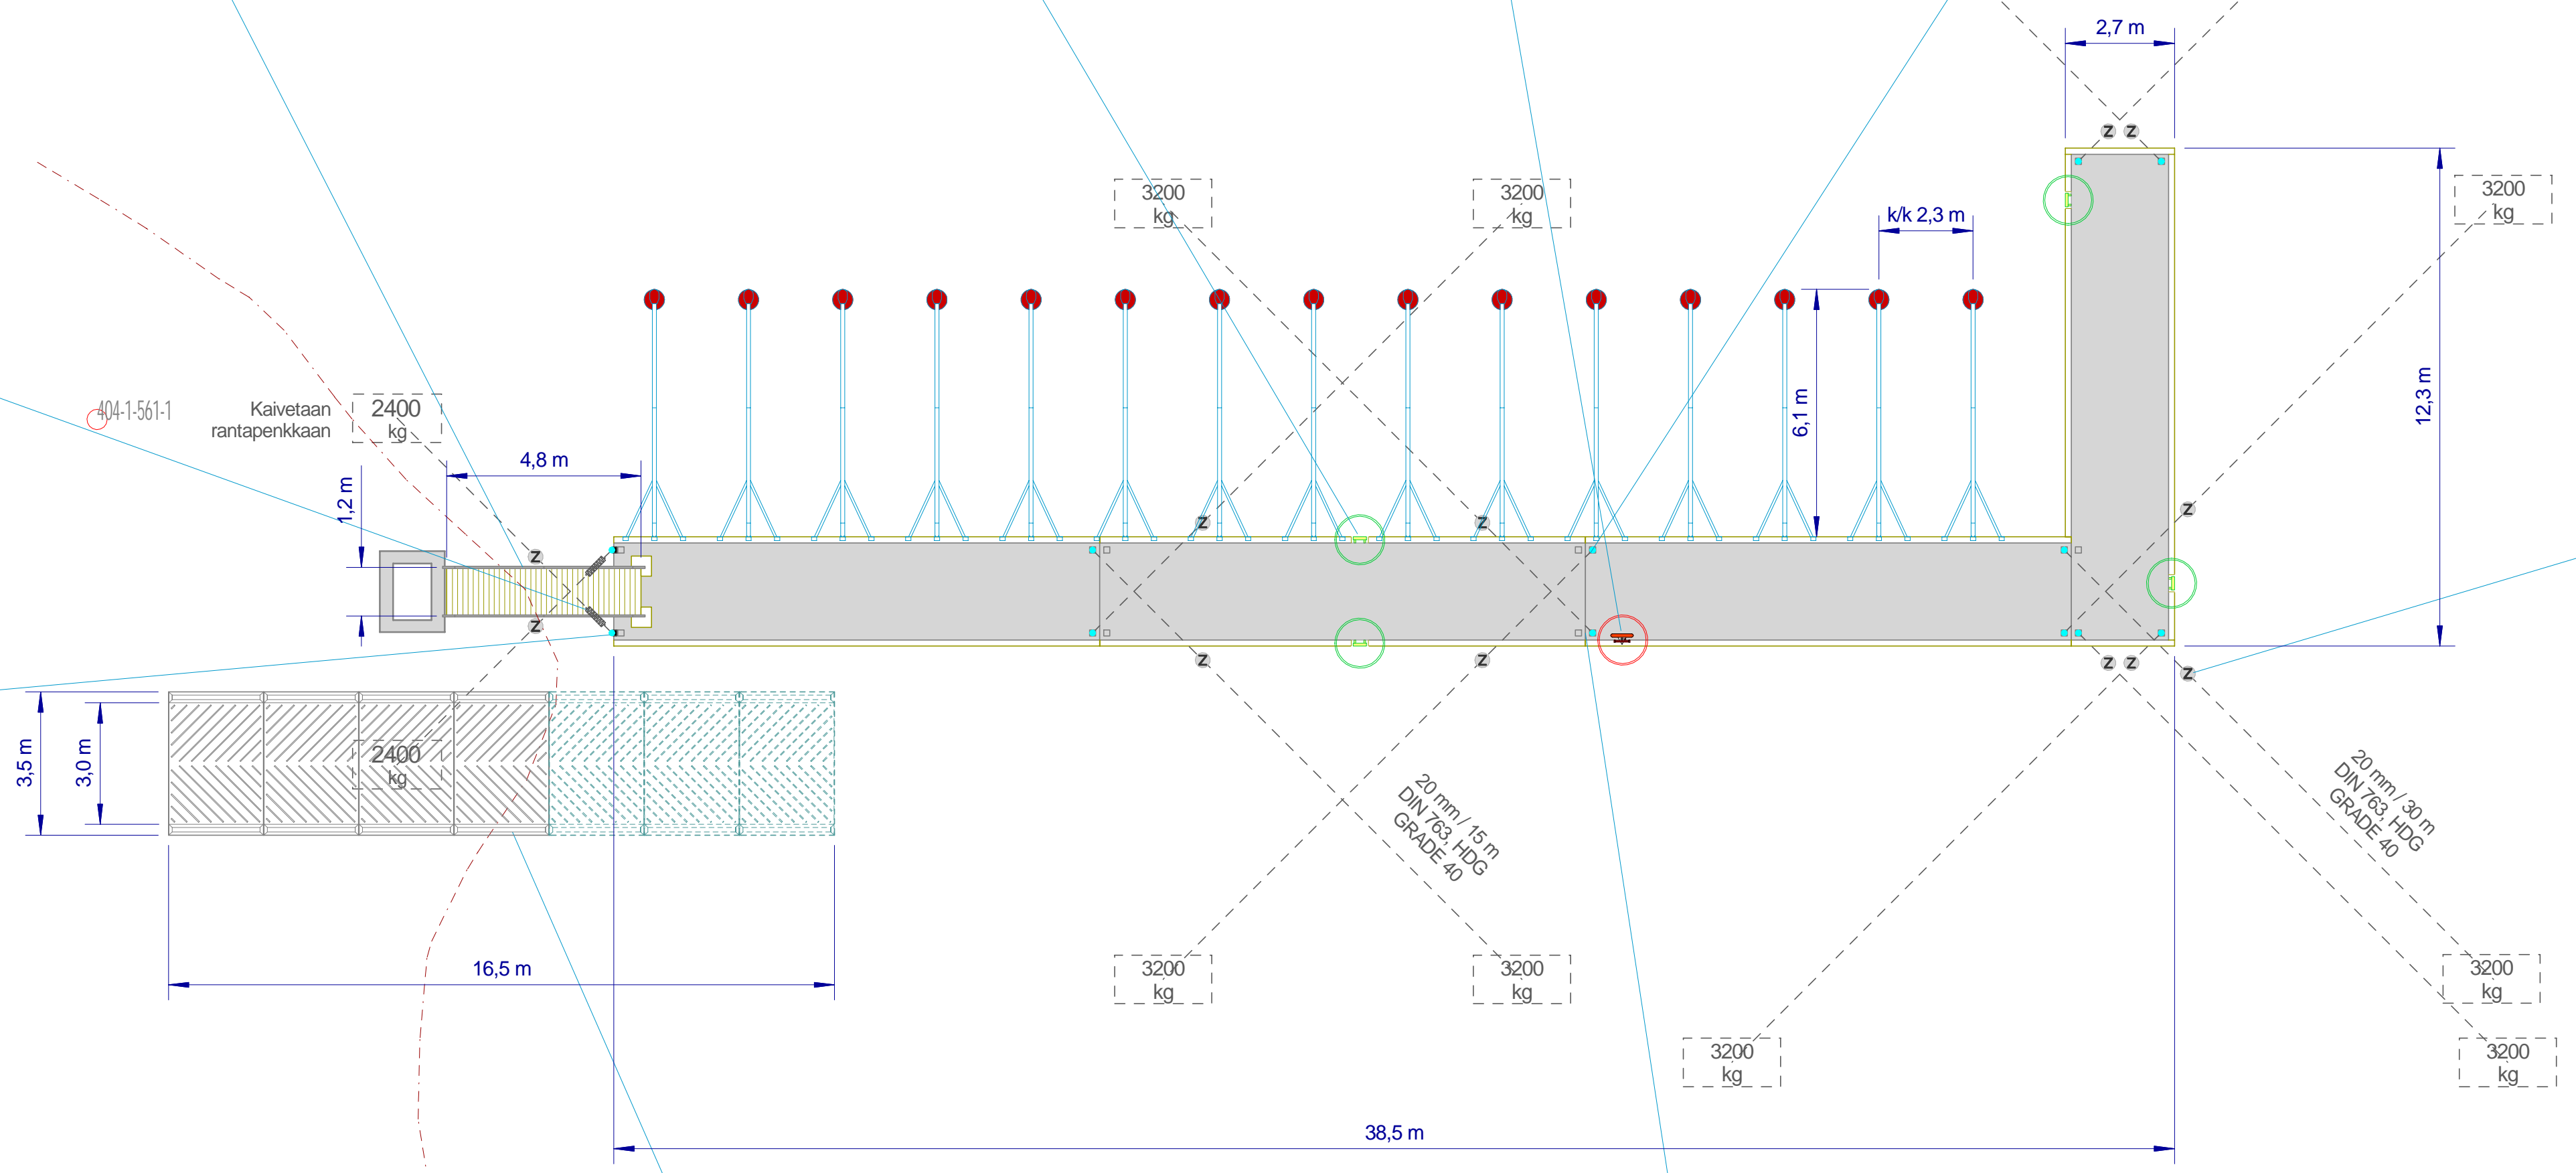 2,7 m
3200
kg
3200
kg
3200
kg
k/k 2,3 m
404-1-561-1
Kaivetaan
rantapenkkaan
2400
kg
6,1 m
12,3 m
4,8 m
1,2 m
Z Z
Z
Z
Z
Z
Z
Z
Z
Z
Z Z
Z
3,5 m
3,0 m
2400
kg
20 mm / 15 m
DIN 763, HDG
GRADE 40
20 mm / 30 m
DIN 763, HDG
GRADE 40
16,5 m
3200
kg
3200
kg
3200
kg
3200
kg
3200
kg
38,5 m